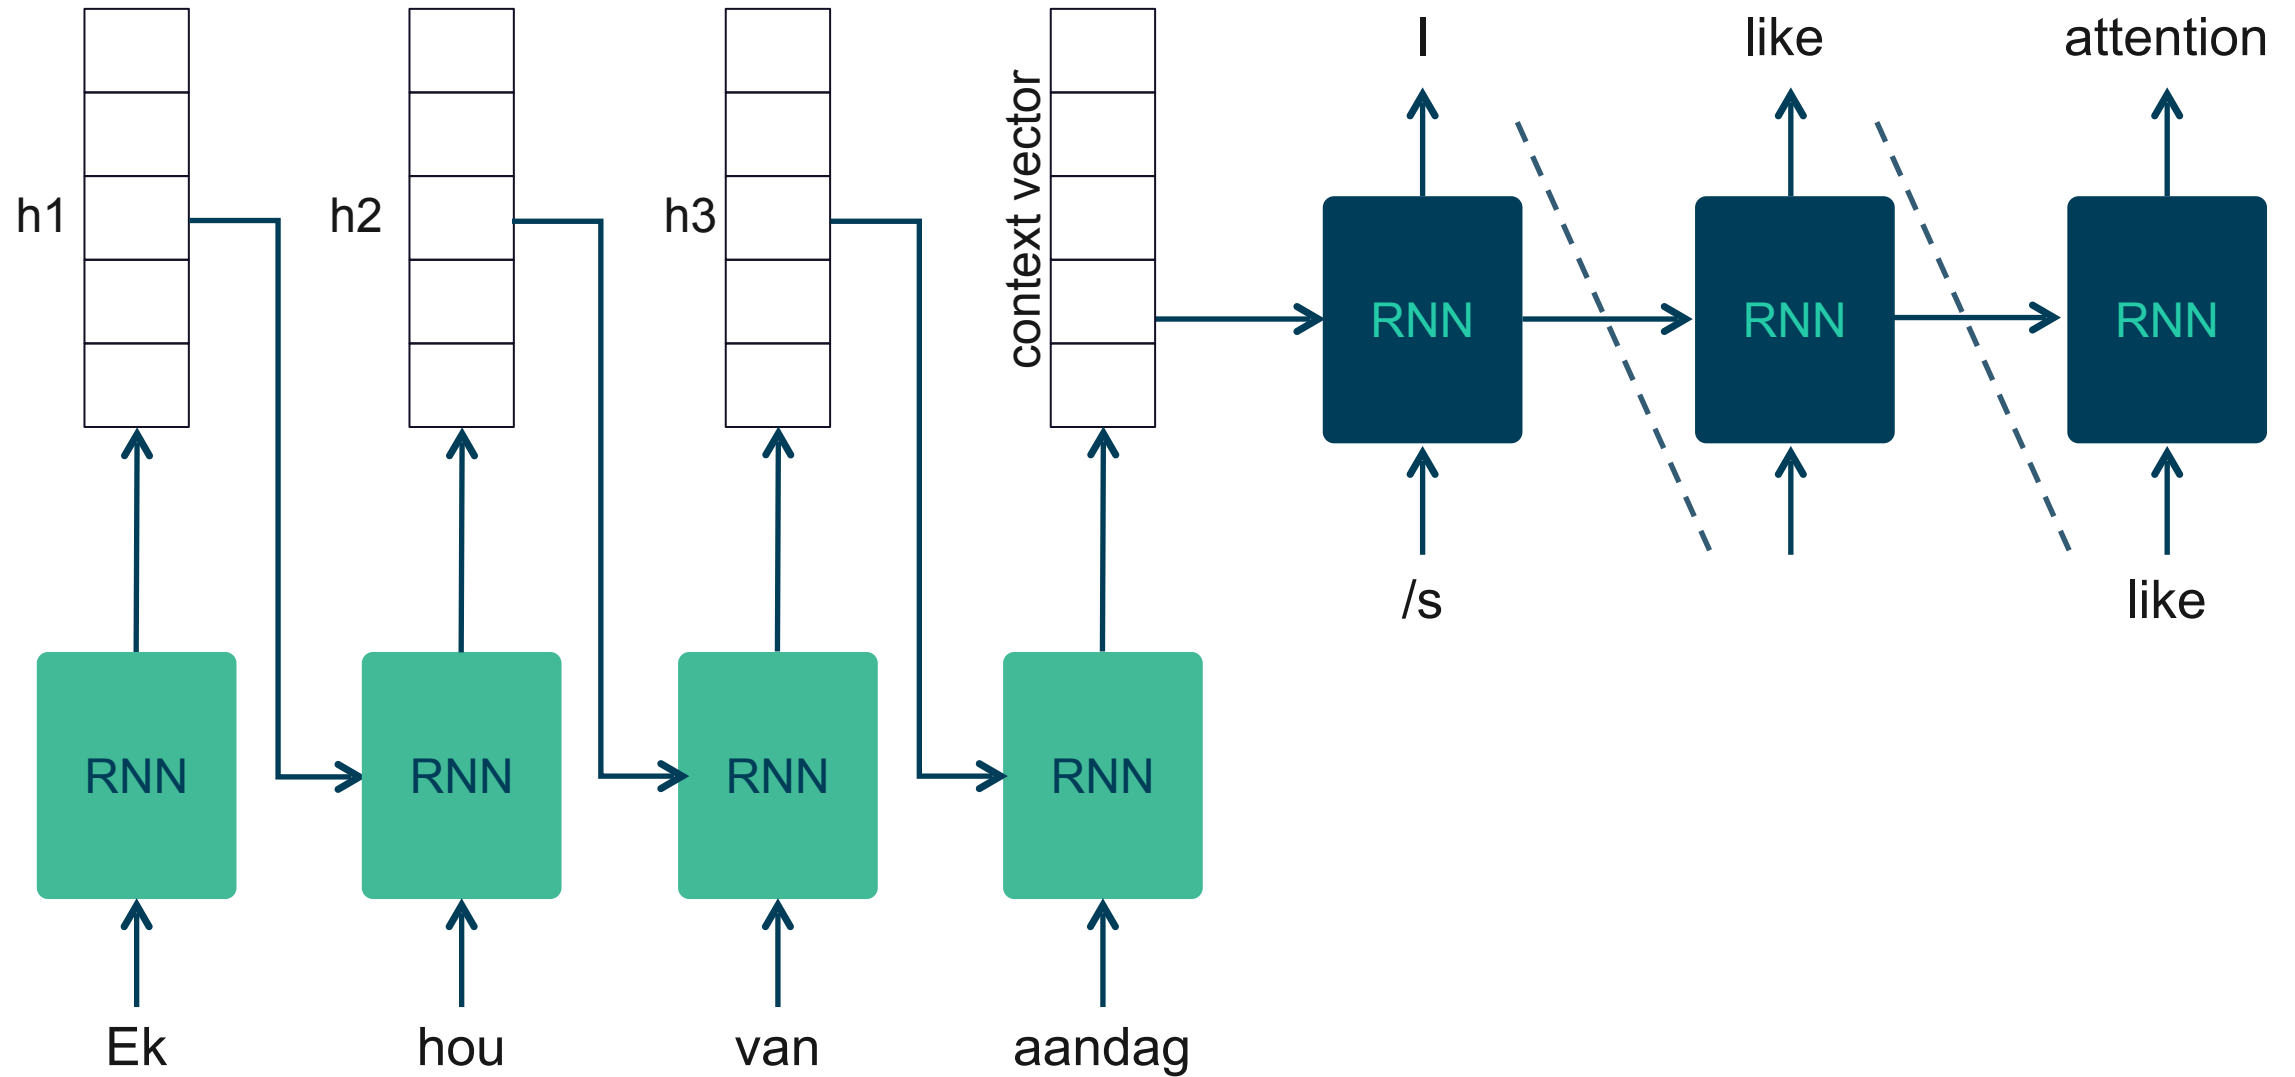 I like attention
h1 h2 h3 context vector
RNN RNN RNN
/s like
RNN RNN RNN RNN
Ek hou van aandag